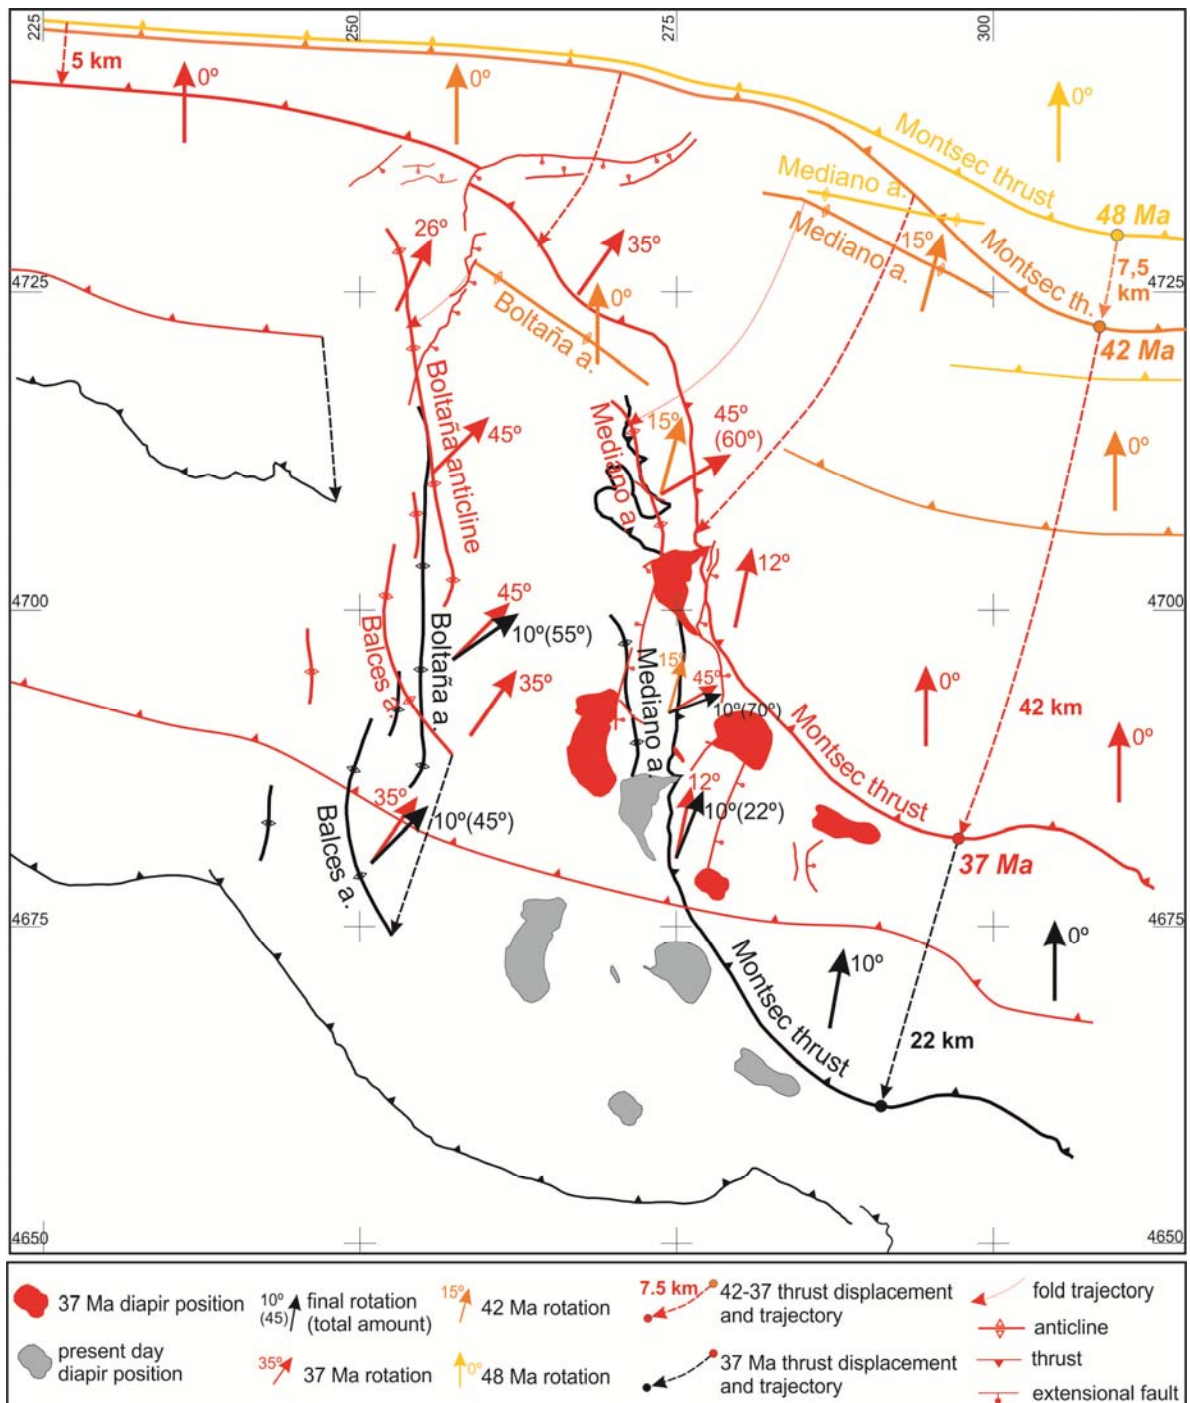 225
250
275
300
5 km
0º
0º
0º
Montsec thrust
Mediano a.
48 Ma
Mediano a.
15º
Montsec th.
7,5
km
26º
35º
4725
4725
0º
Boltaña a.
42 Ma
Boltaña anticline
45º
Mediano a.
15º
45º
(60º)
0º
12º
4700
4700
45º
10º(55º)
Balces a.
Boltaña a.
35º
Mediano a.
15º
45º
10º(70º)
0º
0º
42 km
Montsec thrust
35º
10º(45º)
12º
10º(22º)
Balces a.
37 Ma
4675
4675
Montsec thrust
10º
0º
22 km
4650
4650
37 Ma diapir position
present day
diapir position
10º
(45)
final rotation
(total amount)
35º
37 Ma rotation
15º
42 Ma rotation
0º
48 Ma rotation
7.5 km
42-37 thrust displacement
and trajectory
37 Ma thrust displacement
and trajectory
fold trajectory
anticline
thrust
extensional fault